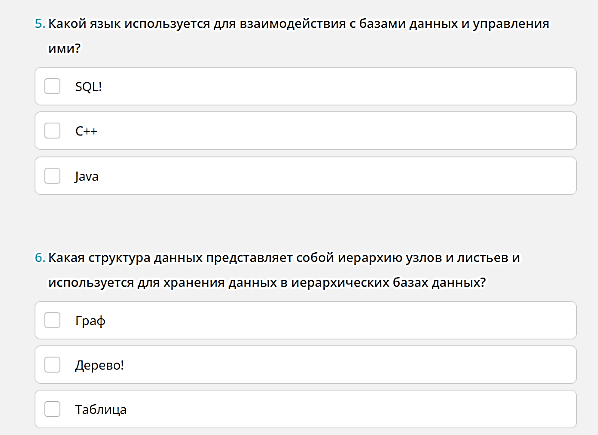 5. Какой язык используется для взаимодействия с базами данных и управления
ими?
SQL!
C++
Java
6. Какая структура данных представляет собой иерархию узлов и листьев и
используется для хранения данных в иерархических базах данных?
Граф
Дерево!
Таблица